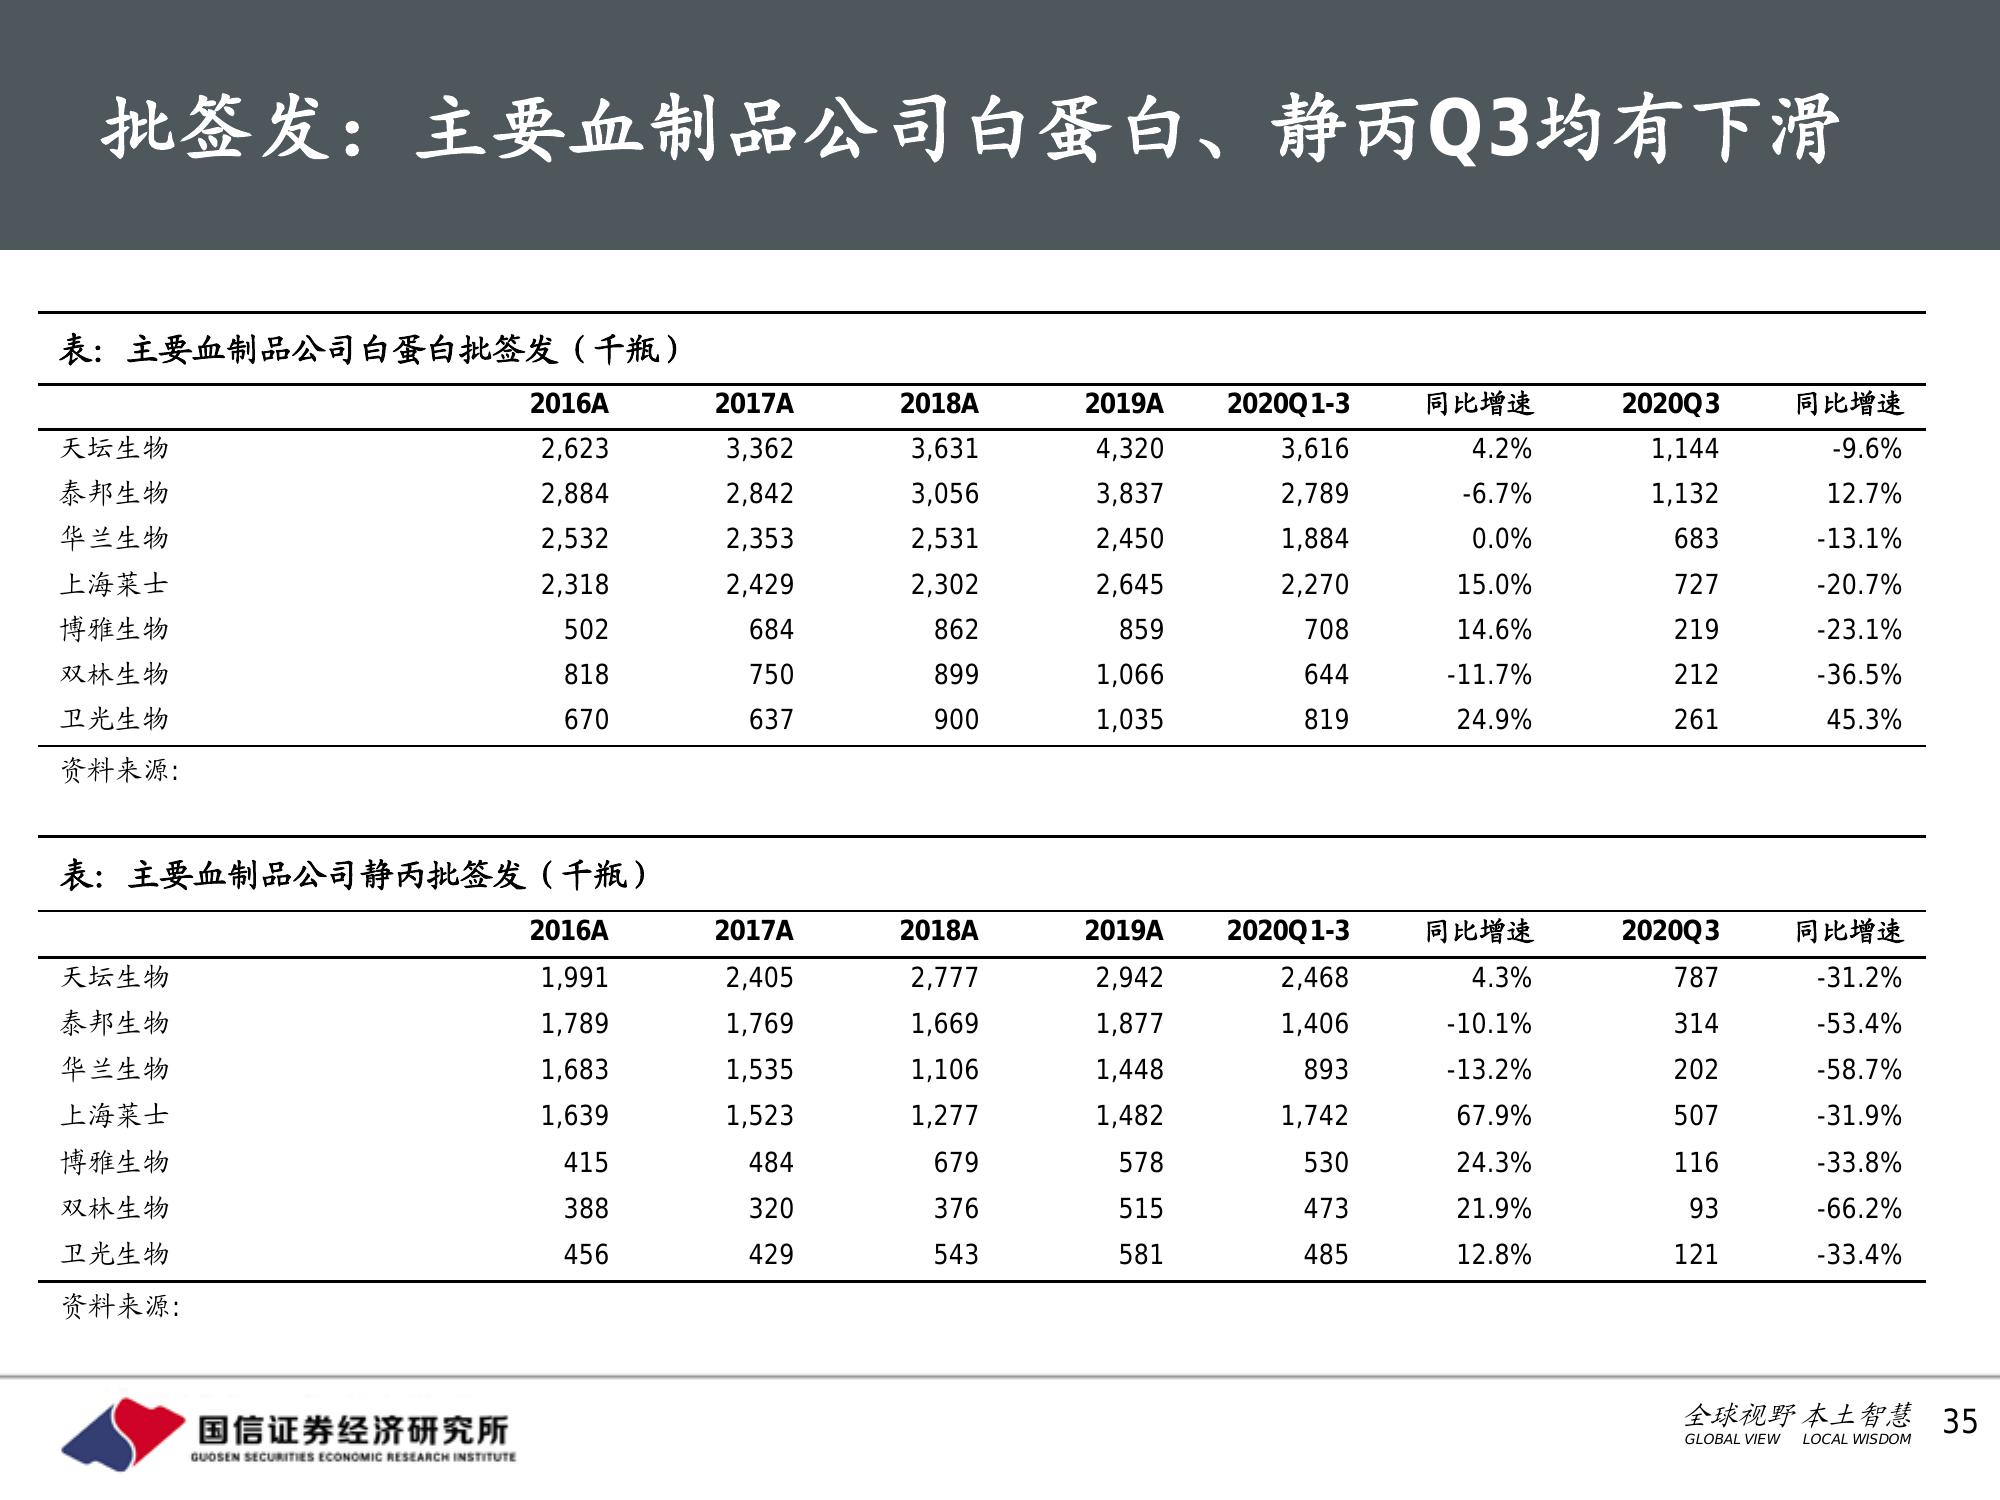 批签发：主要血制品公司白蛋白、静丙Q3均有下滑
表：主要血制品公司白蛋白批签发（千瓶）
2016A 2017A 2018A 2019A 2020Q1-3 同比增速 2020Q3 同比增速
天坛生物 2,623 3,362 3,631 4,320 3,616 4.2% 1,144 -9.6%
泰邦生物 2,884 2,842 3,056 3,837 2,789 -6.7% 1,132 12.7%
华兰生物 2,532 2,353 2,531 2,450 1,884 0.0% 683 -13.1%
上海莱士 2,318 2,429 2,302 2,645 2,270 15.0% 727 -20.7%
博雅生物 502 684 862 859 708 14.6% 219 -23.1%
双林生物 818 750 899 1,066 644 -11.7% 212 -36.5%
卫光生物 670 637 900 1,035 819 24.9% 261 45.3%
资料来源:
表：主要血制品公司静丙批签发（千瓶）
2016A 2017A 2018A 2019A 2020Q1-3 同比增速 2020Q3 同比增速
天坛生物 1,991 2,405 2,777 2,942 2,468 4.3% 787 -31.2%
泰邦生物 1,789 1,769 1,669 1,877 1,406 -10.1% 314 -53.4%
华兰生物 1,683 1,535 1,106 1,448 893 -13.2% 202 -58.7%
上海莱士 1,639 1,523 1,277 1,482 1,742 67.9% 507 -31.9%
博雅生物 415 484 679 578 530 24.3% 116 -33.8%
双林生物 388 320 376 515 473 21.9% 93 -66.2%
卫光生物 456 429 543 581 485 12.8% 121 -33.4%
资料来源:
国信证券经济研究所
GUOSEN SECURITIES ECONOMIC RESEARCH INSTITUTE
全球视野 本土智慧
GLOBAL VIEW LOCAL WISDOM
35